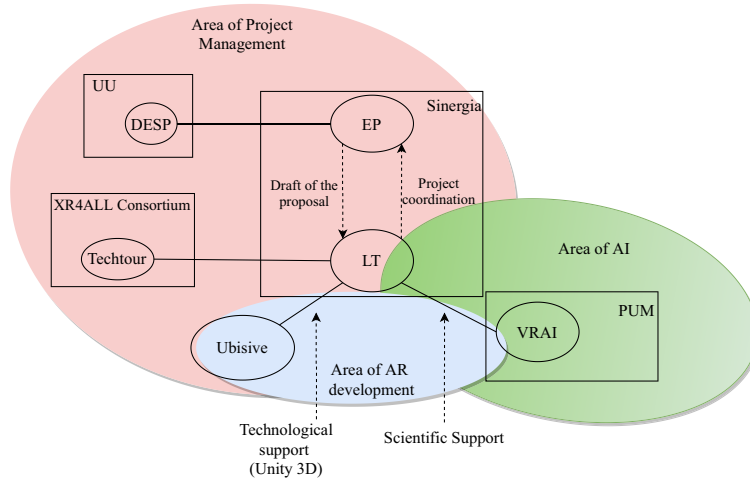 Area of Project
Management
UU
DESP
Sinergia
EP
Draft of the
proposal
Project
coordination
XR4ALL Consortium
Techtour
LT
Area of AI
PUM
VRAI
Ubisive
Area of AR
development
Technological
support
(Unity 3D)
Scientific Support